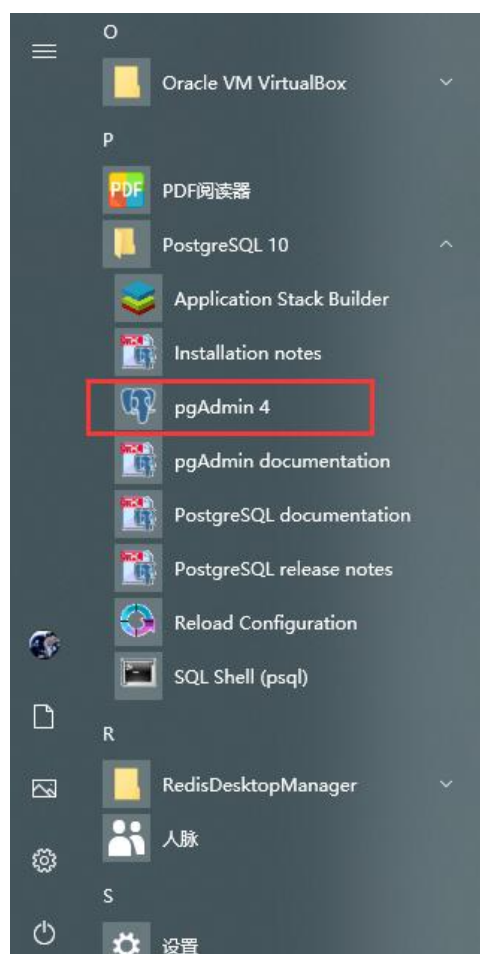 O
Oracle VM VirtualBox
P
PDF
PDF阅读器
PostgreSQL 10
Application Stack Builder
Installation notes
pgAdmin 4
pgAdmin documentation
PostgreSQL documentation
PostgreSQL release notes
Reload Configuration
SQL Shell (psql)
R
RedisDesktopManager
人脉
S
设置